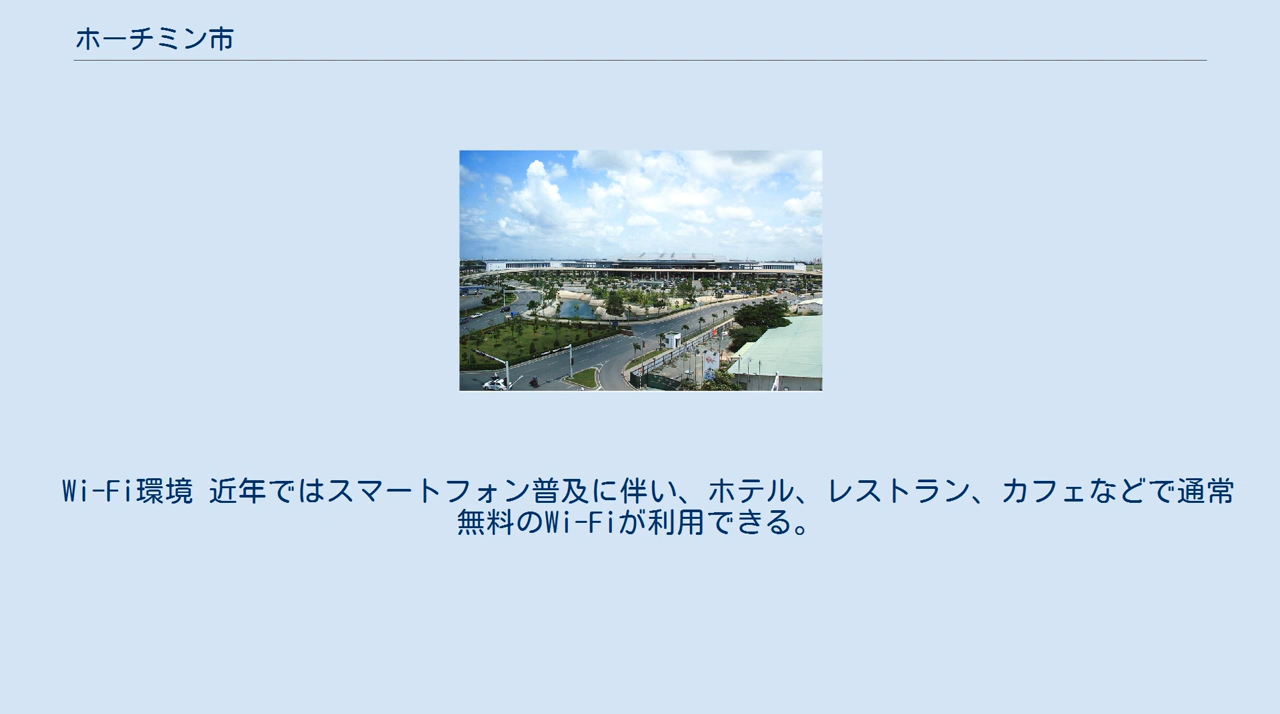 ホーチミン市
Wi-Fi環境 近年ではスマートフォン普及に伴い、ホテル、レストラン、カフェなどで通常
無料のWi-Fiが利用できる。